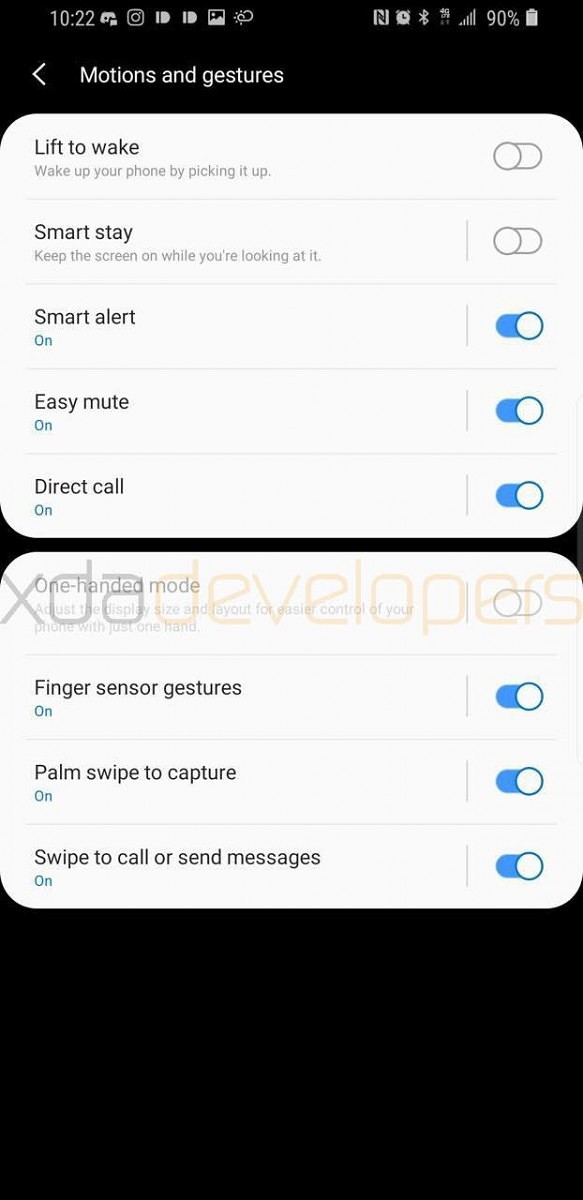 10:22 90%
Motions and gestures
Lift to wake
Wake up your phone by picking it up.
Smart stay
Keep the screen on while you're looking at it.
Smart alert
On
Easy mute
On
Direct call
On
xdadevelopers
One-handed mode
Adjust the display size and layout for easier control of your
phone with just one hand.
Finger sensor gestures
On
Palm swipe to capture
On
Swipe to call or send messages
On